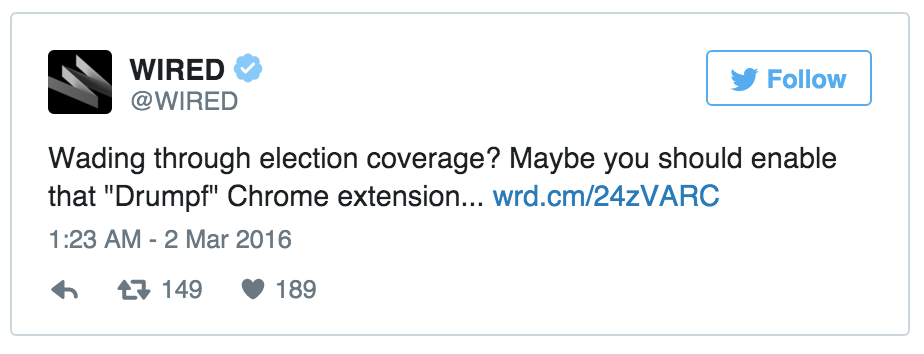 WIRED
@WIRED
Follow
Wading through election coverage? Maybe you should enable
that "Drumpf" Chrome extension... wrd.cm/24zVARC
1:23 AM - 2 Mar 2016
149 189